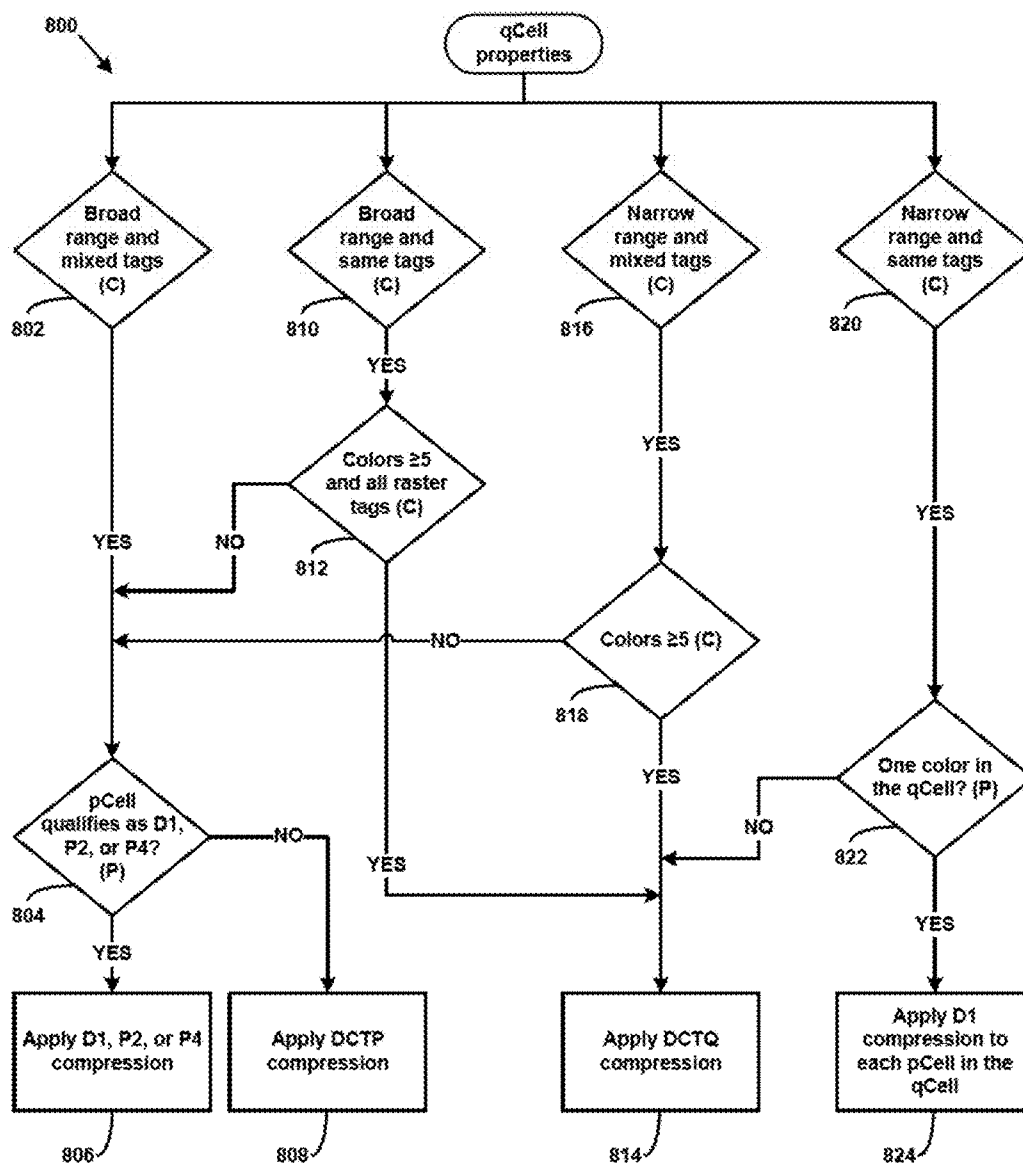 800
qCell
properties
Broad
range and
mixed tags
(C)
802
Broad
range and
same tags
(C)
810
Narrow
range and
mixed tags
(C)
816
Narrow
range and
same tags
(C)
820
YES
YES
YES
YES
Colors ≥5
and all raster
tags (C)
812
NO
NO
Colors ≥5 (C)
818
YES
YES
One color in
the qCell? (P)
822
NO
YES
pCell
qualifies as D1,
P2, or P4?
(P)
804
NO
YES
Apply D1, P2, or P4
compression
806
Apply DCTP
compression
808
Apply DCTQ
compression
814
Apply D1
compression to
each pCell in the
qCell
824